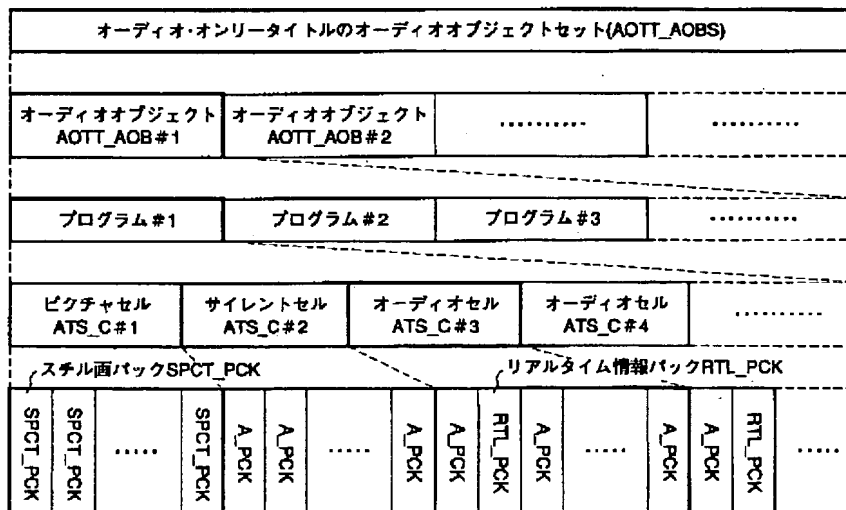 オーディオ・オンリータイトルのオーディオオブジェクトセット(AOTT_AOBS)
オーディオオブジェクト
AOTT_AOB#1
オーディオオブジェクト
AOTT_AOB#2
··········
··········
プログラム#1
プログラム#2
プログラム#3
··········
ピクチャセル
ATS_C#1
サイレントセル
ATS_C#2
オーディオセル
ATS_C#3
オーディオセル
ATS_C#4
··········
スチル画パックSPCT_PCK
リアルタイム情報パックRTL_PCK
SPCT_PCK
SPCT_PCK
·····
SPCT_PCK
A_PCK
A_PCK
·····
A_PCK
A_PCK
RTL_PCK
A_PCK
·····
A_PCK
A_PCK
RTL_PCK
·····